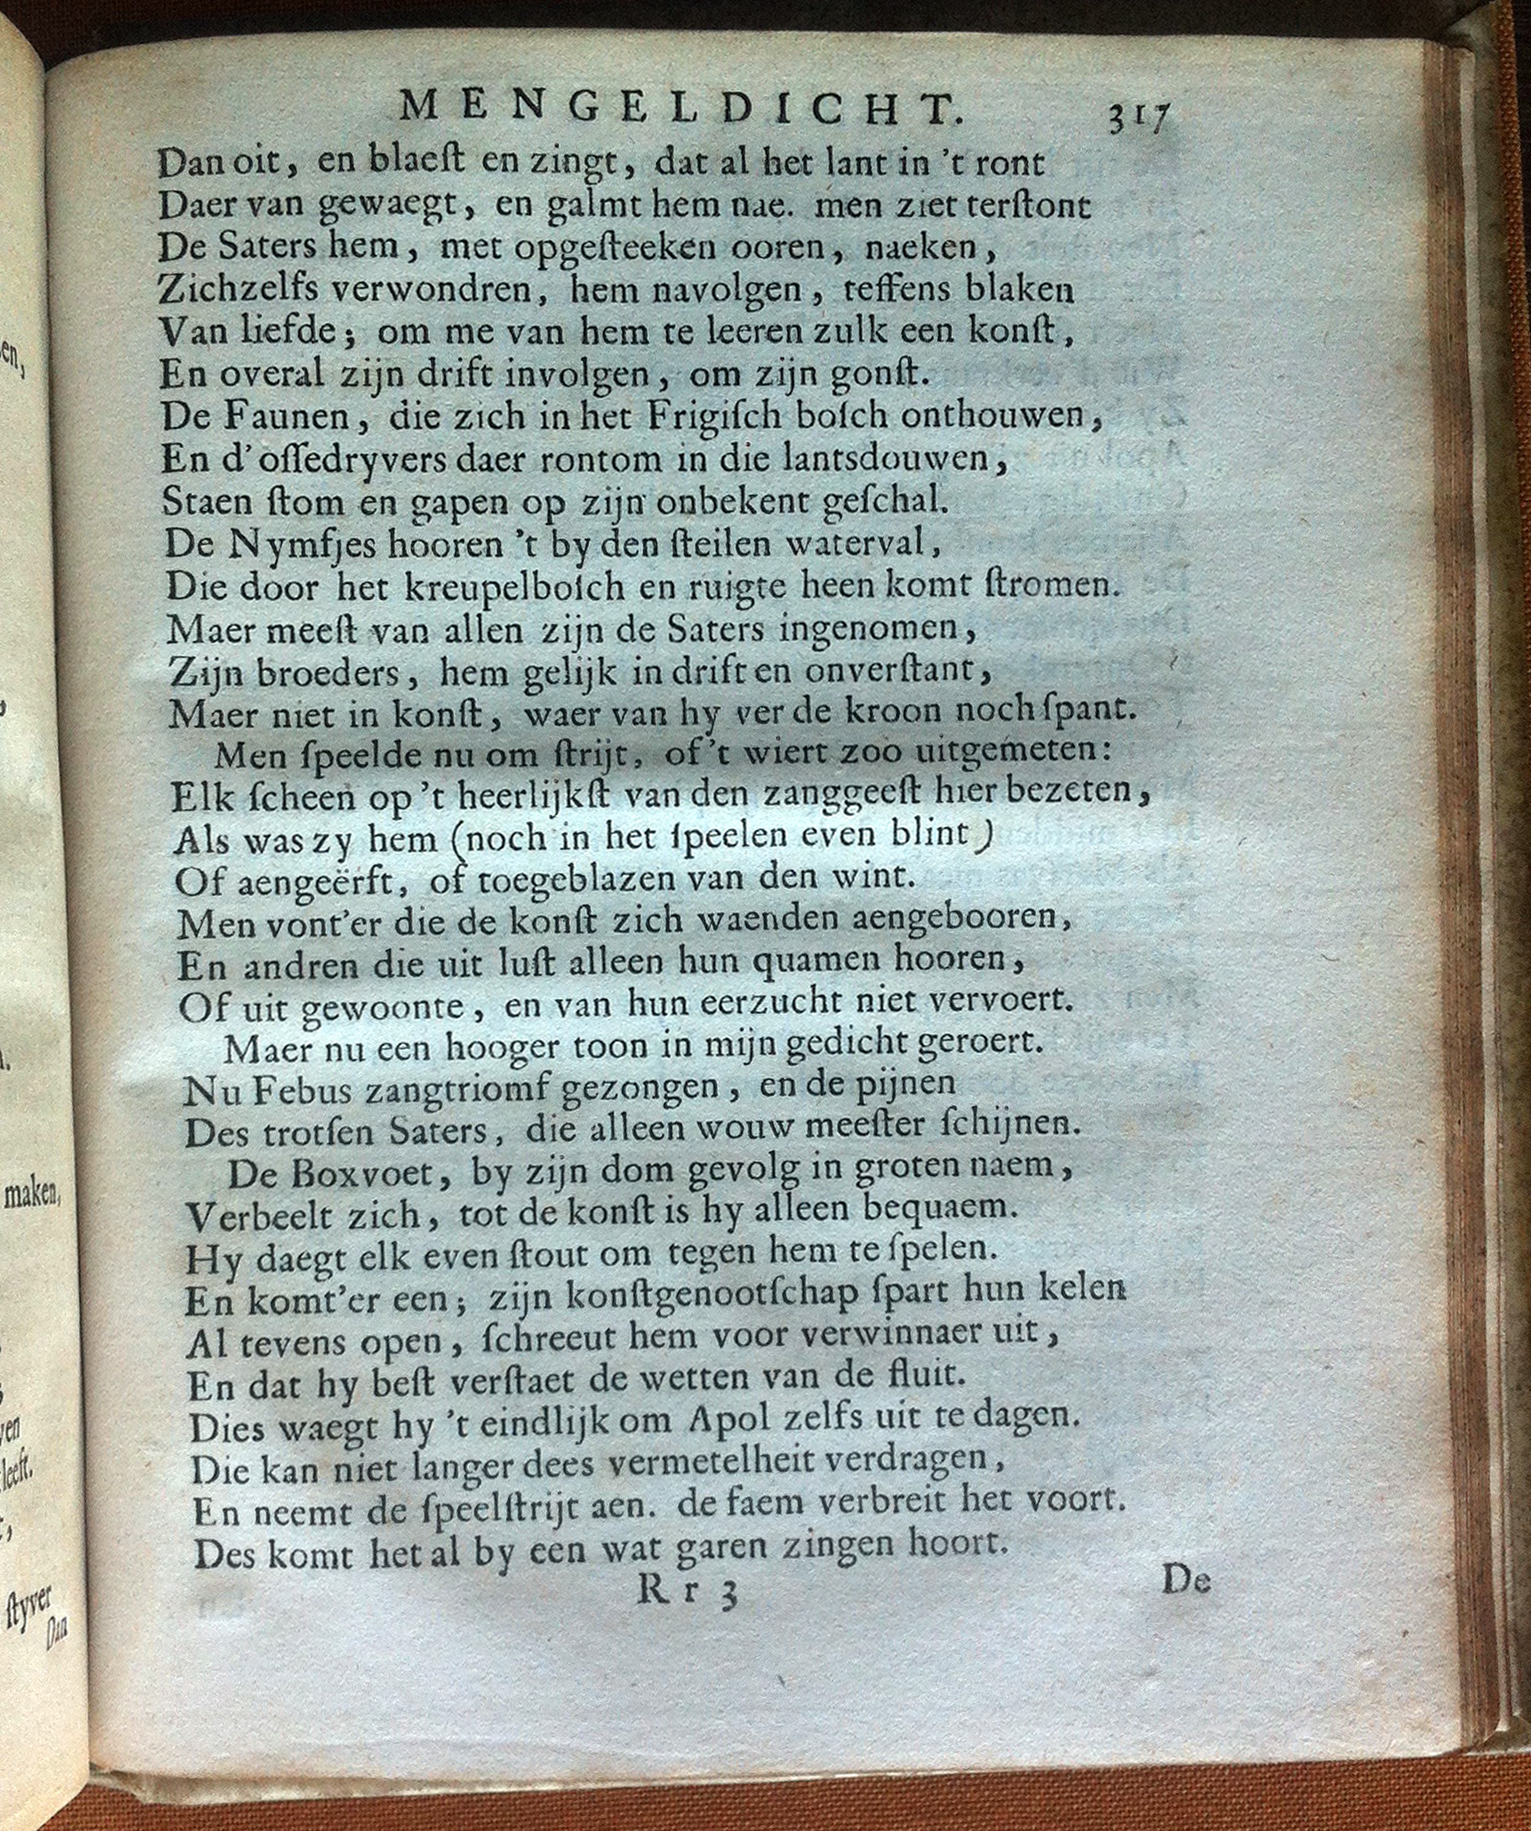 MENGELDICHT. 317
Dan oit, en blaeſt en zingt, dat al het lant in 't ront
Daer van gewaegt, en galmt hem nae. men ziet terſtont
De Saters hem, met opgeſteeken ooren, naeken,
Zichzelfs verwondren, hem navolgen, teffens blaken
Van liefde; om me van hem te leeren zulk een konſt,
En overal zijn drift involgen, om zijn gonſt.
De Faunen, die zich in het Frigiſch boſch onthouwen,
En d'oſſedryvers daer rontom in die lantsdouwen,
Staen ſtom en gapen op zijn onbekent geſchal.
De Nymfjes hooren 't by den ſteilen waterval,
Die door het kreupelboſch en ruigte heen komt ſtromen.
Maer meeſt van allen zijn de Saters ingenomen,
Zijn broeders, hem gelijk in drift en onverſtant,
Maer niet in konſt, waer van hy ver de kroon noch ſpant.
Men ſpeelde nu om ſtrijt, of 't wiert zoo uitgemeten:
Elk ſcheen op 't heerlijkſt van den zanggeeſt hier bezeten,
Als was zy hem (noch in het ſpeelen even blint)
Of aengeërft, of toegeblazen van den wint.
Men vont'er die de konſt zich waenden aengebooren,
En andren die uit luſt alleen hun quamen hooren,
Of uit gewoonte, en van hun eerzucht niet vervoert.
Maer nu een hooger toon in mijn gedicht geroert.
Nu Febus zangtriomf gezongen, en de pijnen
Des trotſen Saters, die alleen wouw meeſter ſchijnen.
De Boxvoet, by zijn dom gevolg in groten naem,
Verbeelt zich, tot de konſt is hy alleen bequaem.
Hy daegt elk even ſtout om tegen hem te ſpelen.
En komt'er een; zijn konſtgenootſchap ſpart hun kelen
Al tevens open, ſchreeut hem voor verwinnaer uit,
En dat hy beſt verſtaet de wetten van de fluit.
Dies waegt hy 't eindlijk om Apol zelfs uit te dagen.
Die kan niet langer dees vermetelheit verdragen,
En neemt de ſpeelſtrijt aen. de faem verbreit het voort.
Des komt het al by een wat garen zingen hoort.
Rr 3 De
maken,
leeft.
ſtyver
Dan